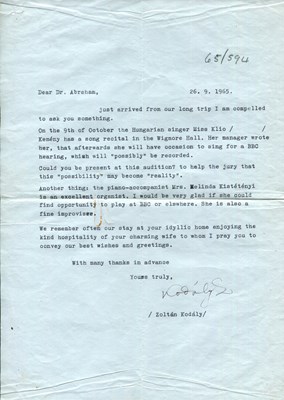 65/594
Dear Dr. Abraham, 26. 9. 1965.
just arrived from our long trip I am compelled
to ask you something.
On the 9th of October the Hungarian singer Miss Klio / /
Kemény has a song recital in the Wigmore Hall. Her manager wrote
her, that afterwards she will have occasion to sing for a BBC
hearing, which will "possibly" be recorded.
Could you be present at this audition? to help the jury that
this "possibility" may become "reality".
Another thing: the piano-accompanist Mrs. Melinda Kistétényi
is an excellent organist. I would be very glad if she could
find opportunity to play at BBC or elewhere. She is also a
fine improviser.
We remember often our stay at your idyllic home enjoying the
kind hospitality of your charming wife to whom I pray you to
convey our best wishes and greetings.
With many thanks in advance
Yours truly,
Kodály Z
/ Zoltán Kodály/